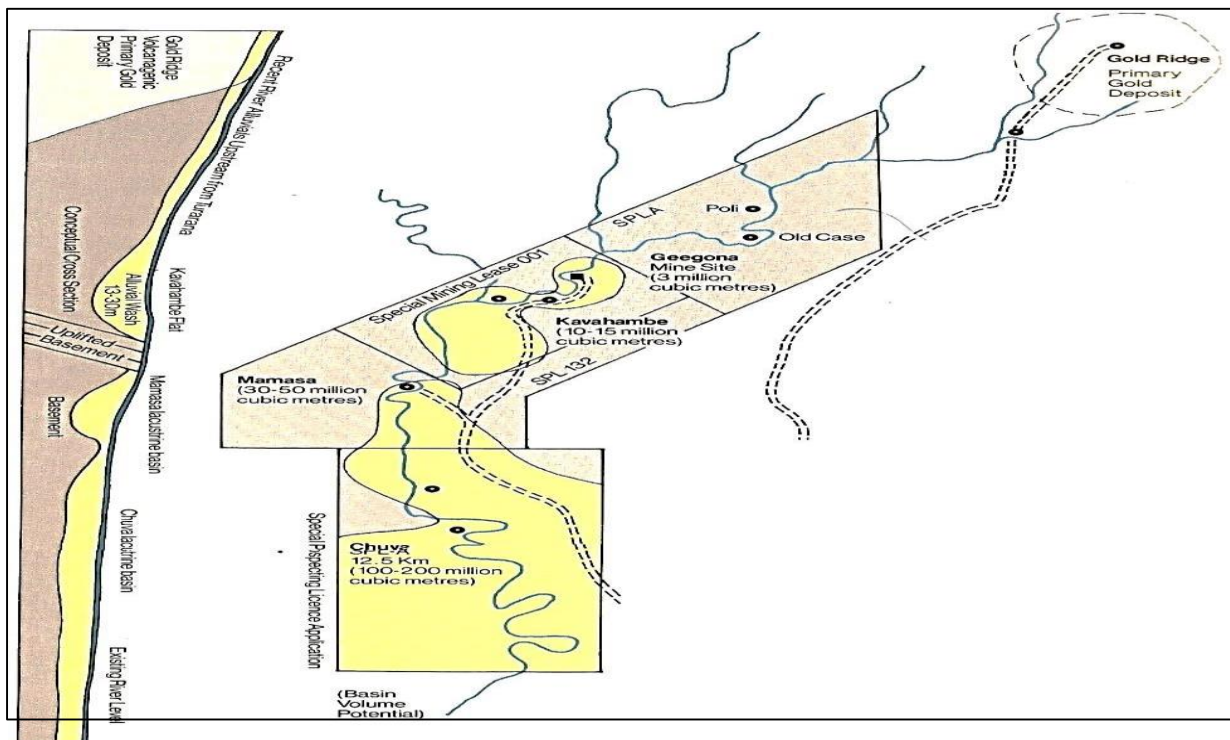 Gold Ridge
Volcanagenic
Primary Gold
Deposit
Recent River Alluvials Upstream from Turarana
Conceptual Cross Section
Alluvial Wash
13-30m
Kavahambe Flat
Uplifted
Basement
Mamasa lacustrine basin
Basement
Chuva lacutrine basin
Existing River Level
Gold Ridge
Primary
Gold
Deposit
SPLA
Poli
Old Case
Geegona
Mine Site
(3 million
cubic metres)
Special Mining Lease 001
Kavahambe
(10-15 million
cubic metres)
SPL 132
Mamasa
(30-50 million
cubic metres)
Special Pispecting Licence Application
Chuva
SPLA
12.5 Km
(100-200 million
cubic metres)
(Basin
Volume
Potential)